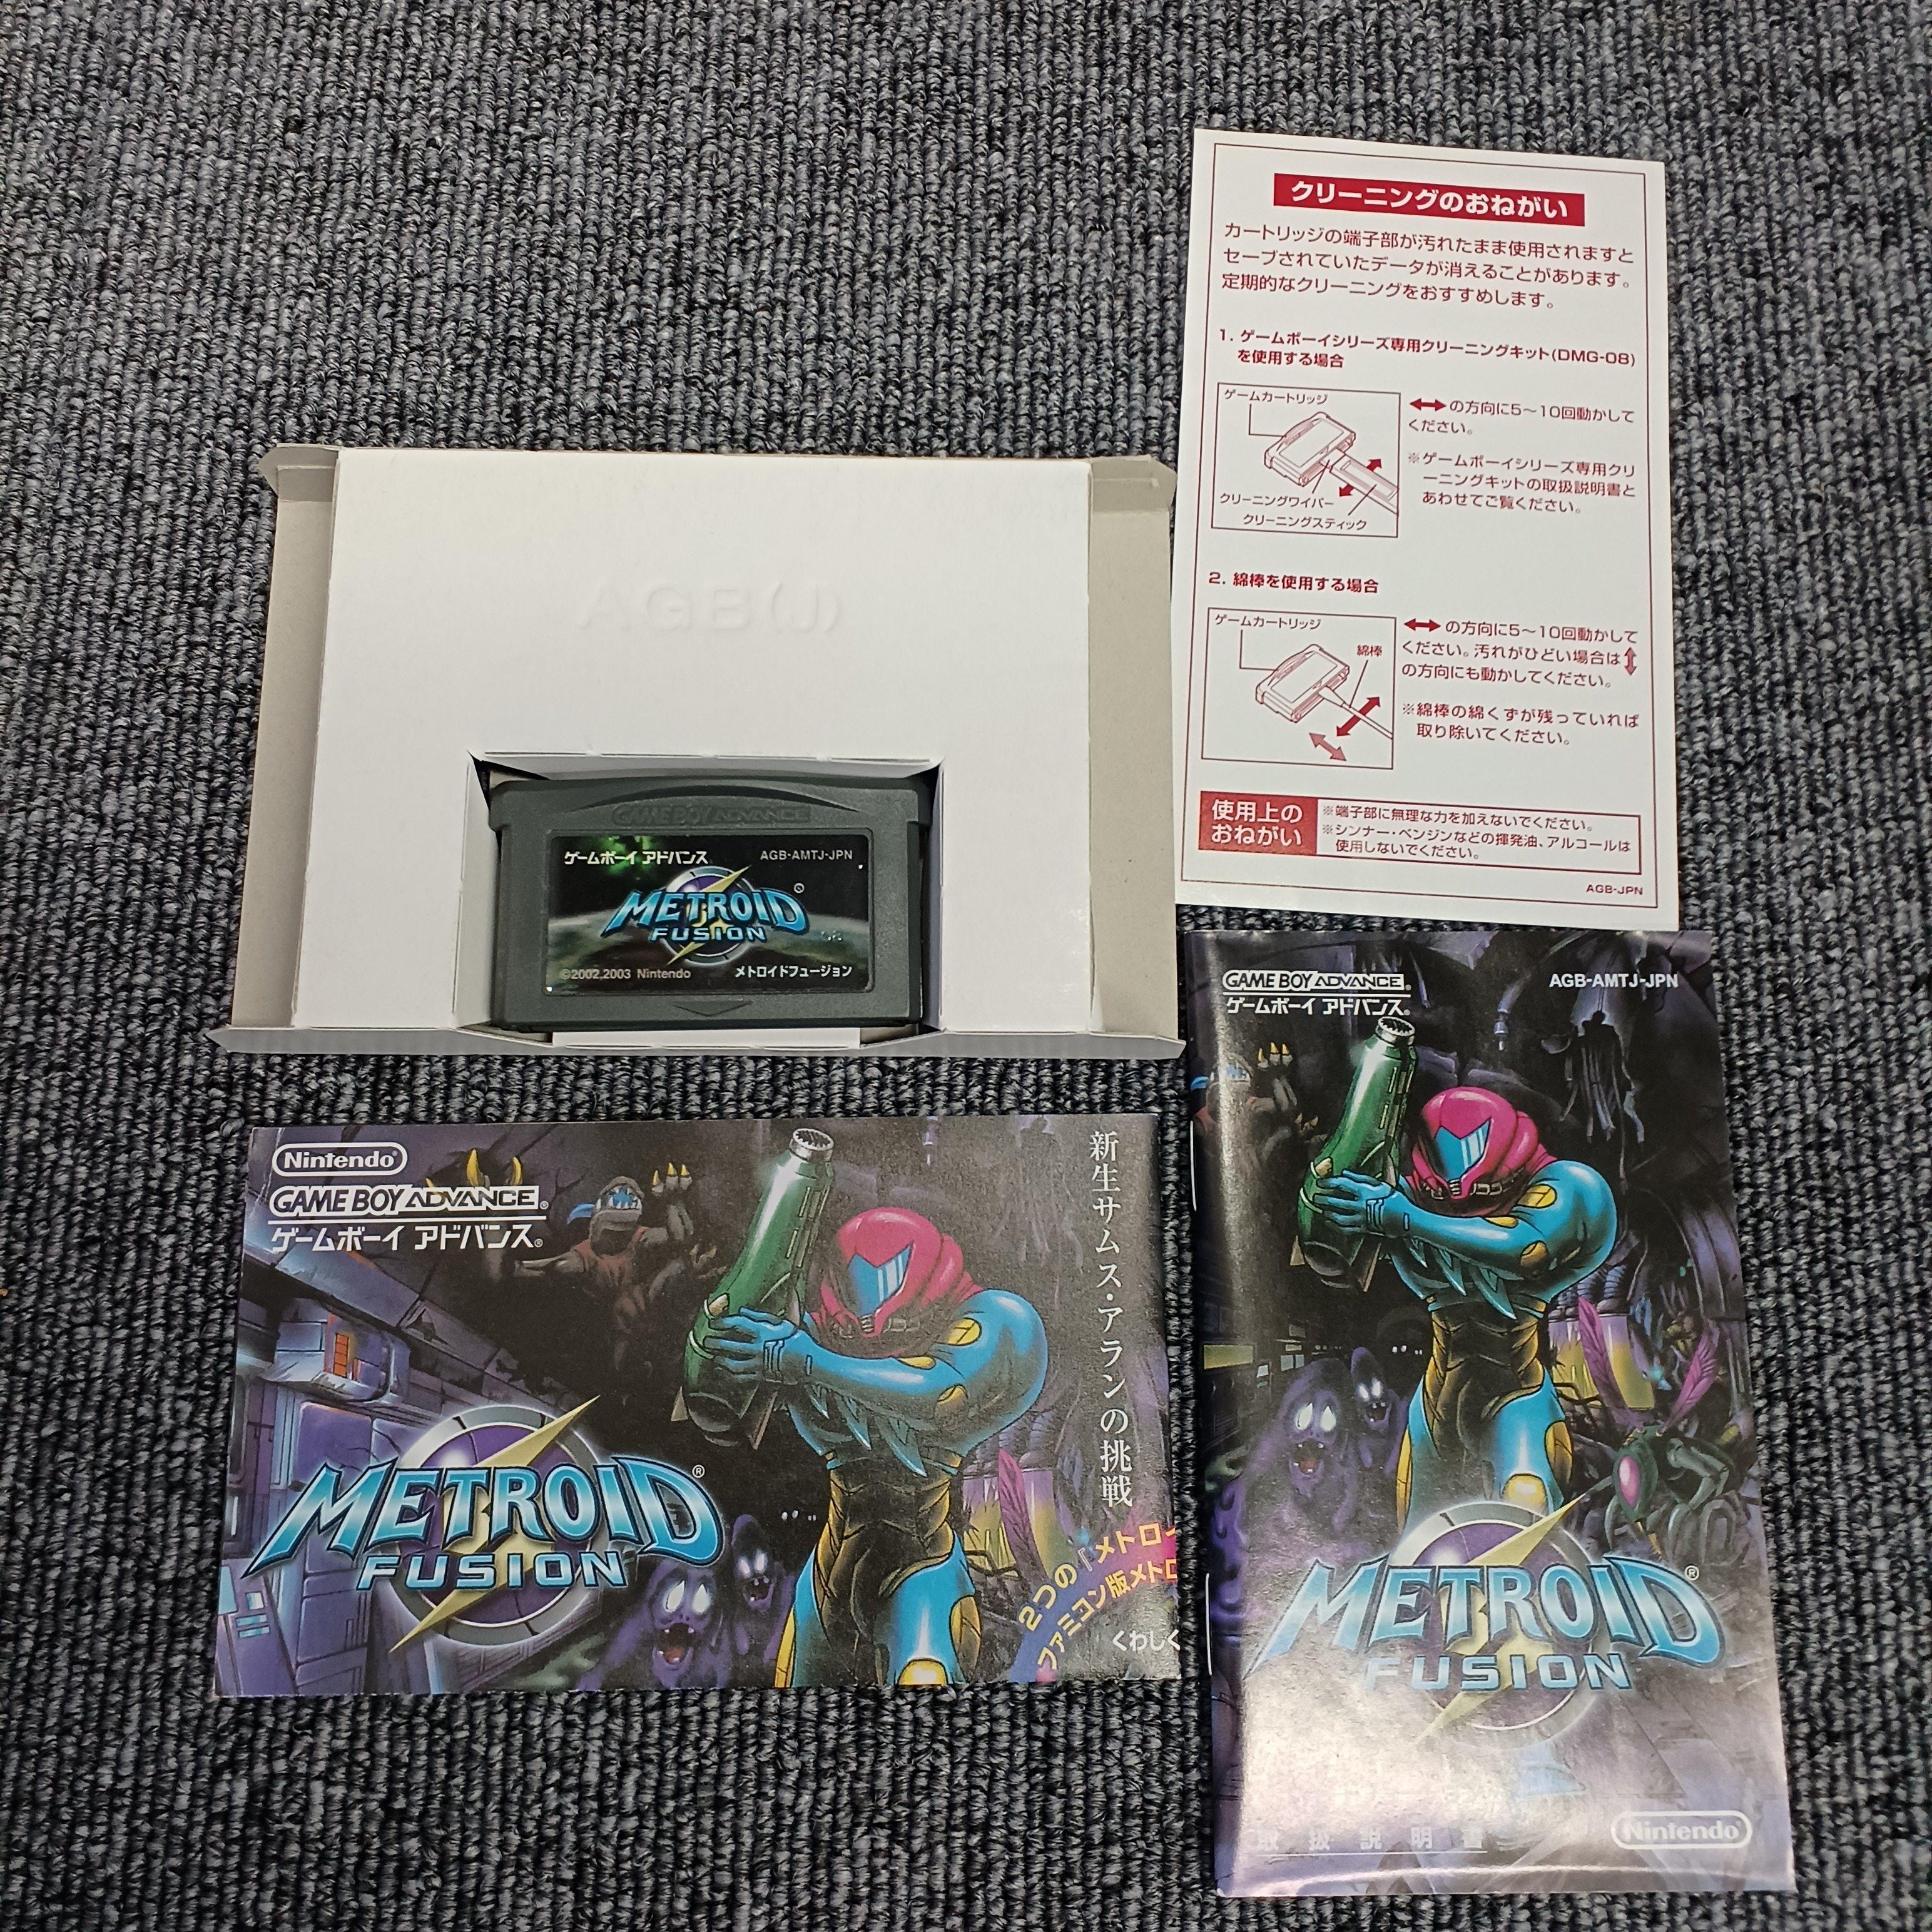 クリーニングのおねがい
カートリッジの端子部が汚れたまま使用されますと
セーブされていたデータが消えることがあります。
定期的なクリーニングをおすすめします。
1. ゲームボーイシリーズ専用クリーニングキット(DMG-08)
を使用する場合
ゲームカートリッジ
クリーニングワイパー
クリーニングスティック
↔の方向に5〜10回動かして
ください。
※ゲームボーイシリーズ専用クリ
ーニングキットの取扱説明書と
あわせてご覧ください。
2. 綿棒を使用する場合
ゲームカートリッジ
綿棒
↔の方向に5〜10回動かして
ください。汚れがひどい場合は↕
の方向にも動かしてください。
※綿棒の綿くずが残っていれば
取り除いてください。
使用上の
おねがい
※端子部に無理な力を加えないでください。
※シンナー・ベンジンなどの揮発油、アルコールは
使用しないでください。
AGB-JPN
AGB(J)
GAME BOY ADVANCE
ゲームボーイ アドバンス
AGB-AMTJ-JPN
METROID
FUSION
©2002,2003 Nintendo
メトロイドフュージョン
Nintendo
GAME BOY ADVANCE
ゲームボーイ アドバンス®
METROID®
FUSION
新生サムス・アランの挑戦
2つの『メトロイ
ファミコン版メトロ
くわしく
GAME BOY ADVANCE
ゲームボーイ アドバンス®
AGB-AMTJ-JPN
METROID®
FUSION
取扱説明書
Nintendo